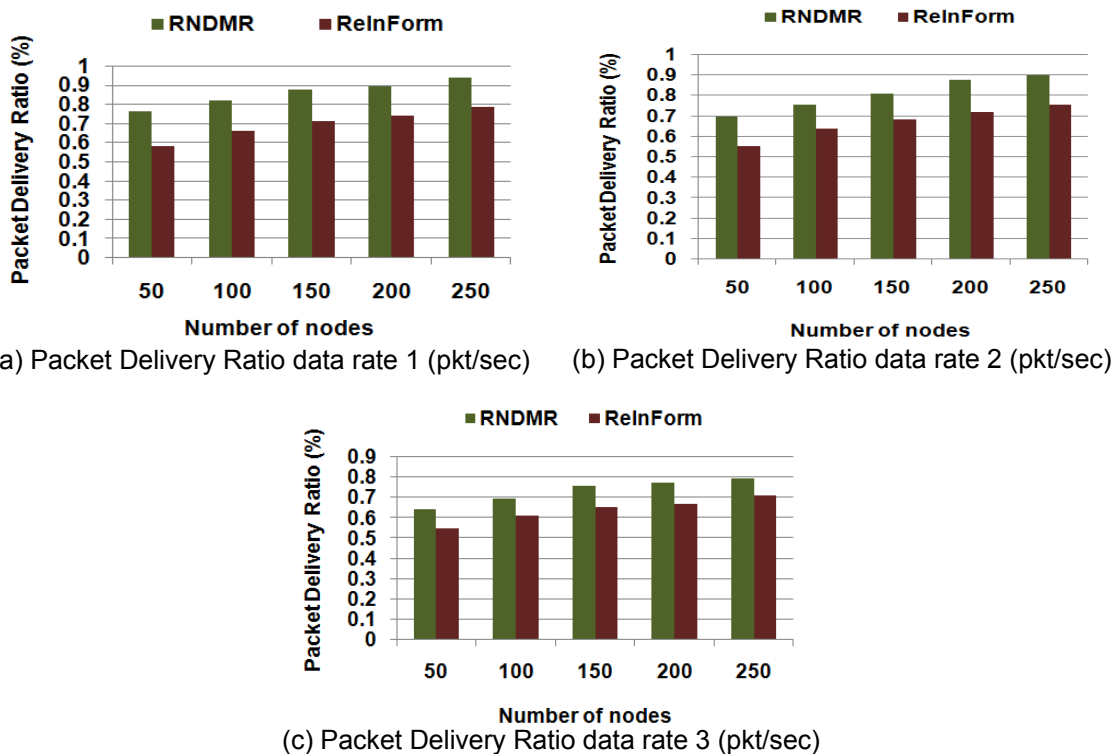 RNDMR ReInForm
Packet Delivery Ratio (%)
1
0.9
0.8
0.7
0.6
0.5
0.4
0.3
0.2
0.1
0
50 100 150 200 250
Number of nodes
a) Packet Delivery Ratio data rate 1 (pkt/sec)
RNDMR ReInForm
Packet Delivery Ratio (%)
1
0.9
0.8
0.7
0.6
0.5
0.4
0.3
0.2
0.1
0
50 100 150 200 250
Number of nodes
(b) Packet Delivery Ratio data rate 2 (pkt/sec)
RNDMR ReInForm
Packet Delivery Ratio (%)
0.9
0.8
0.7
0.6
0.5
0.4
0.3
0.2
0.1
0
50 100 150 200 250
Number of nodes
(c) Packet Delivery Ratio data rate 3 (pkt/sec)